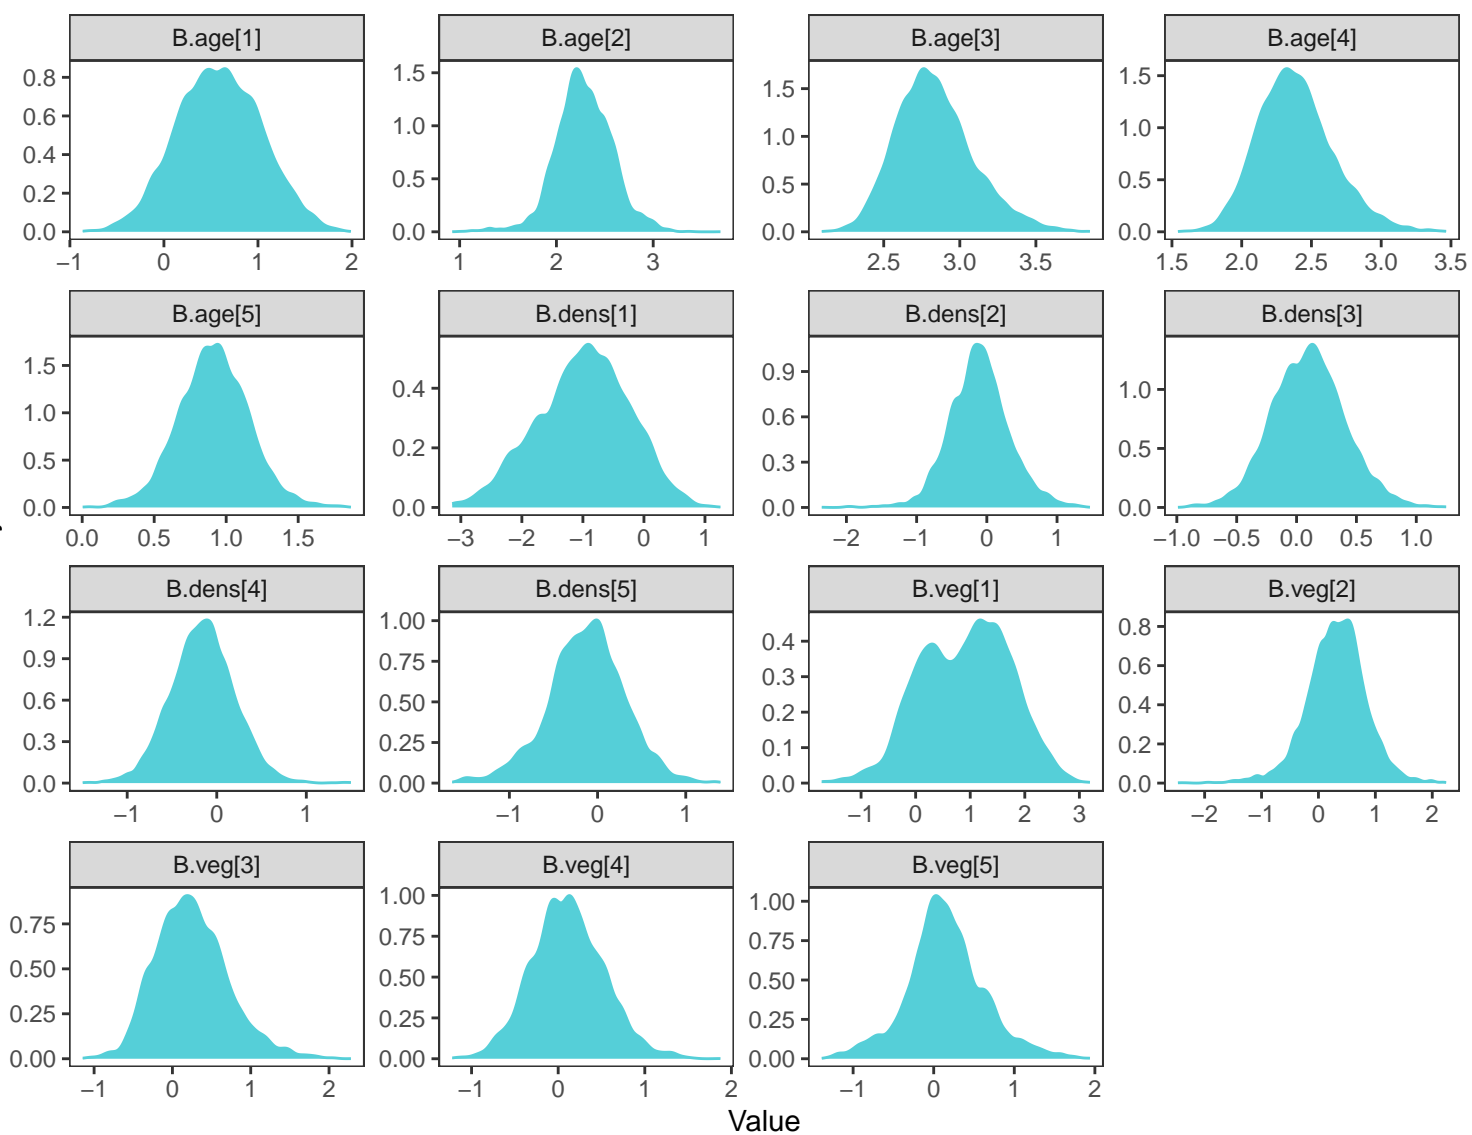 B.age[1] B.age[2] B.age[3] B.age[4]
0.8 0.6 0.4 0.2 0.0
1.5 1.0 0.5 0.0
1.5 1.0 0.5 0.0
1.5 1.0 0.5 0.0
−1 0 1 2
1 2 3
2.5 3.0 3.5
1.5 2.0 2.5 3.0 3.5
B.age[5] B.dens[1] B.dens[2] B.dens[3]
1.5 1.0 0.5 0.0
0.4 0.2 0.0
0.9 0.6 0.3 0.0
1.0 0.5 0.0
0.0 0.5 1.0 1.5
−3 −2 −1 0 1
−2 −1 0 1
−1.0 −0.5 0.0 0.5 1.0
B.dens[4] B.dens[5] B.veg[1] B.veg[2]
1.2 0.9 0.6 0.3 0.0
1.00 0.75 0.50 0.25 0.00
0.4 0.3 0.2 0.1 0.0
0.8 0.6 0.4 0.2 0.0
−1 0 1
−1 0 1
−1 0 1 2 3
−2 −1 0 1 2
B.veg[3] B.veg[4] B.veg[5]
0.75 0.50 0.25 0.00
1.00 0.75 0.50 0.25 0.00
1.00 0.75 0.50 0.25 0.00
−1 0 1 2
−1 0 1 2
−1 0 1 2
Value